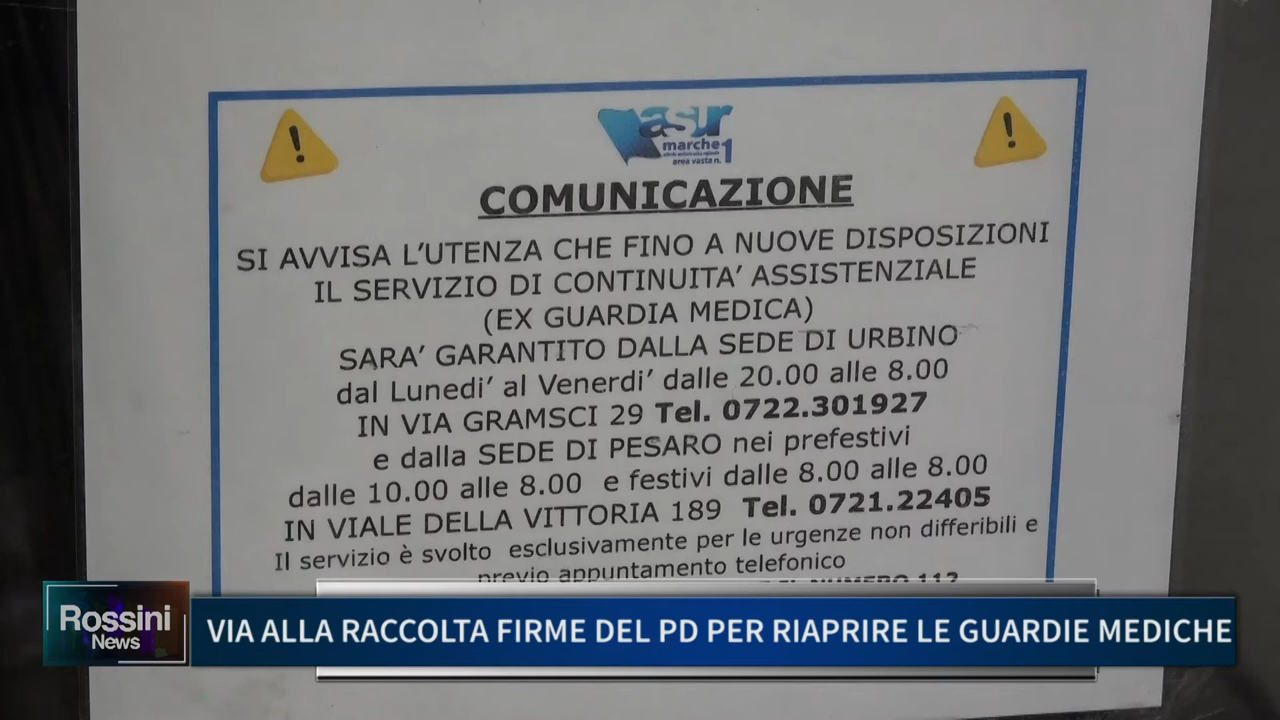 asur
marche 1
area vasta n.
COMUNICAZIONE
SI AVVISA L'UTENZA CHE FINO A NUOVE DISPOSIZIONI
IL SERVIZIO DI CONTINUITA' ASSISTENZIALE
(EX GUARDIA MEDICA)
SARA' GARANTITO DALLA SEDE DI URBINO
dal Lunedi' al Venerdi' dalle 20.00 alle 8.00
IN VIA GRAMSCI 29 Tel. 0722.301927
e dalla SEDE DI PESARO nei prefestivi
dalle 10.00 alle 8.00 e festivi dalle 8.00 alle 8.00
IN VIALE DELLA VITTORIA 189 Tel. 0721.22405
Il servizio è svolto esclusivamente per le urgenze non differibili e
previo appuntamento telefonico
NUMERO 112
Rossini
News
VIA ALLA RACCOLTA FIRME DEL PD PER RIAPRIRE LE GUARDIE MEDICHE